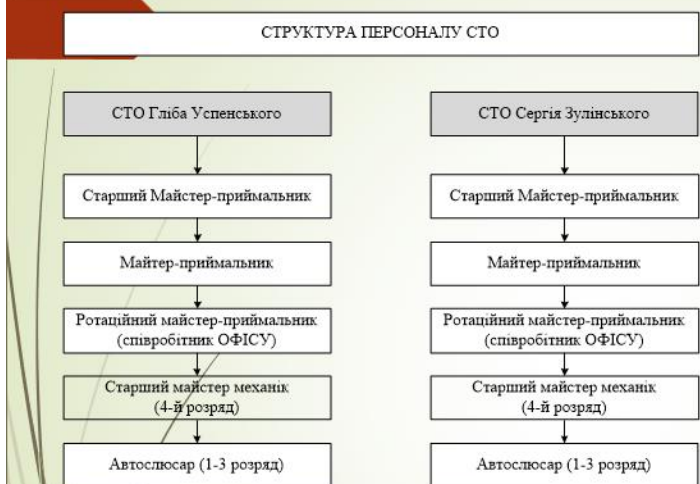 СТРУКТУРА ПЕРСОНАЛУ СТО
СТО Гліба Успенського
Старший Майстер-приймальник
Майтер-приймальник
Ротаційний майстер-приймальник
(співробітник ОФІСУ)
Старший майстер механік
(4-й розряд)
Автослюсар (1-3 розряд)
СТО Сергія Зулінського
Старший Майстер-приймальник
Майтер-приймальник
Ротаційний майстер-приймальник
(співробітник ОФІСУ)
Старший майстер механік
(4-й розряд)
Автослюсар (1-3 розряд)